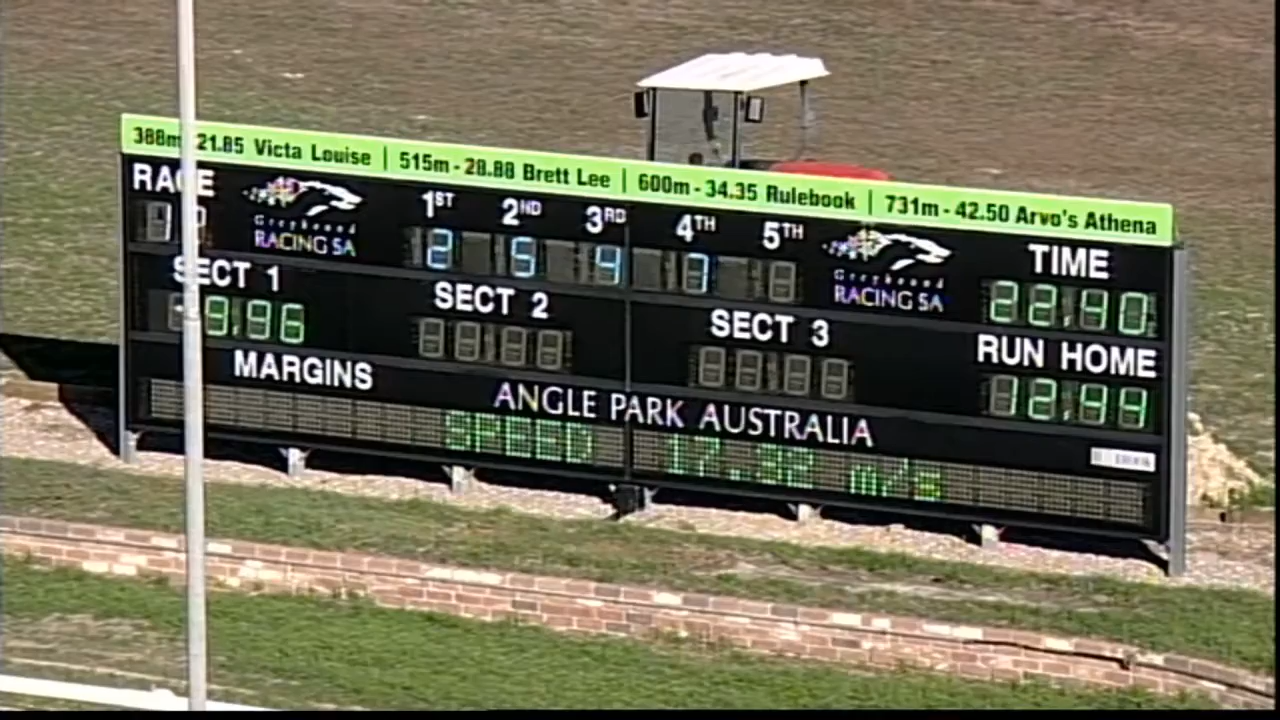 388m 21.85 Victa Louise | 515m - 28.88 Brett Lee | 600m - 34.35 Rulebook | 731m - 42.50 Arvo's Athena
RACE
Greyhound
RACING SA
1ST 2ND 3RD 4TH 5TH
2 5 4
Greyhound
RACING SA
TIME
22.40
SECT 1
9.96
SECT 2
SECT 3
RUN HOME
12.44
MARGINS
ANGLE PARK AUSTRALIA
SPEED 17.32 m/s